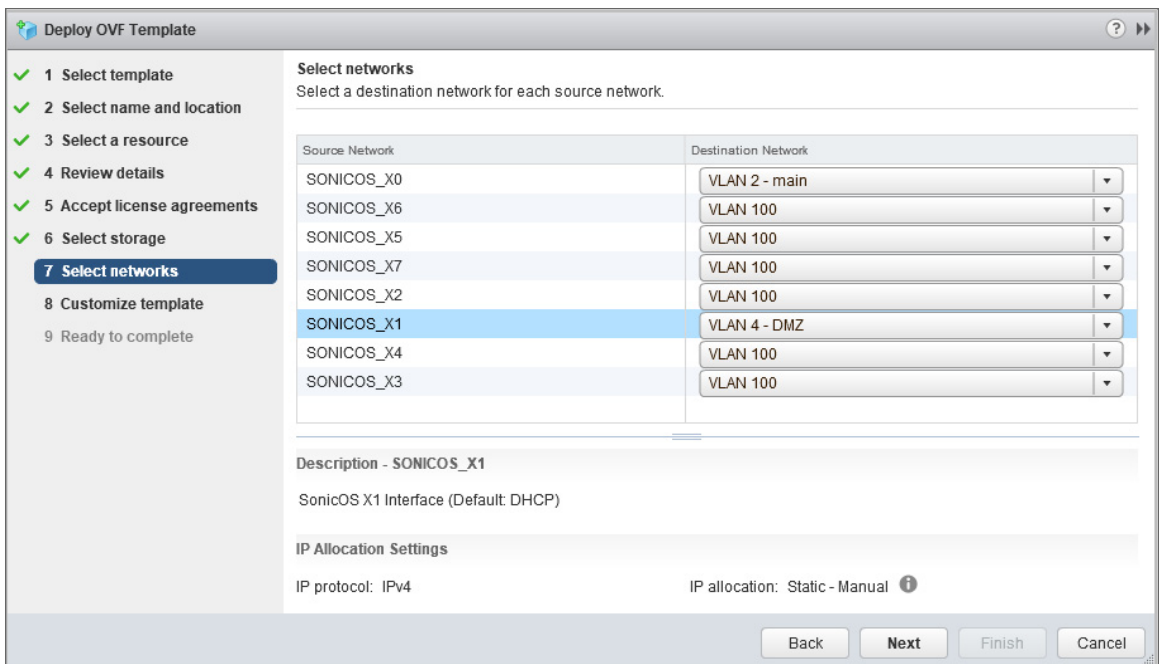 Deploy OVF Template
1 Select template
2 Select name and location
3 Select a resource
4 Review details
5 Accept license agreements
6 Select storage
7 Select networks
8 Customize template
9 Ready to complete
Select networks
Select a destination network for each source network.
Source Network Destination Network
SONICOS_X0 VLAN 2 - main
SONICOS_X6 VLAN 100
SONICOS_X5 VLAN 100
SONICOS_X7 VLAN 100
SONICOS_X2 VLAN 100
SONICOS_X1 VLAN 4 - DMZ
SONICOS_X4 VLAN 100
SONICOS_X3 VLAN 100
Description - SONICOS_X1
SonicOS X1 Interface (Default: DHCP)
IP Allocation Settings
IP protocol: IPv4 IP allocation: Static - Manual
Back Next Finish Cancel